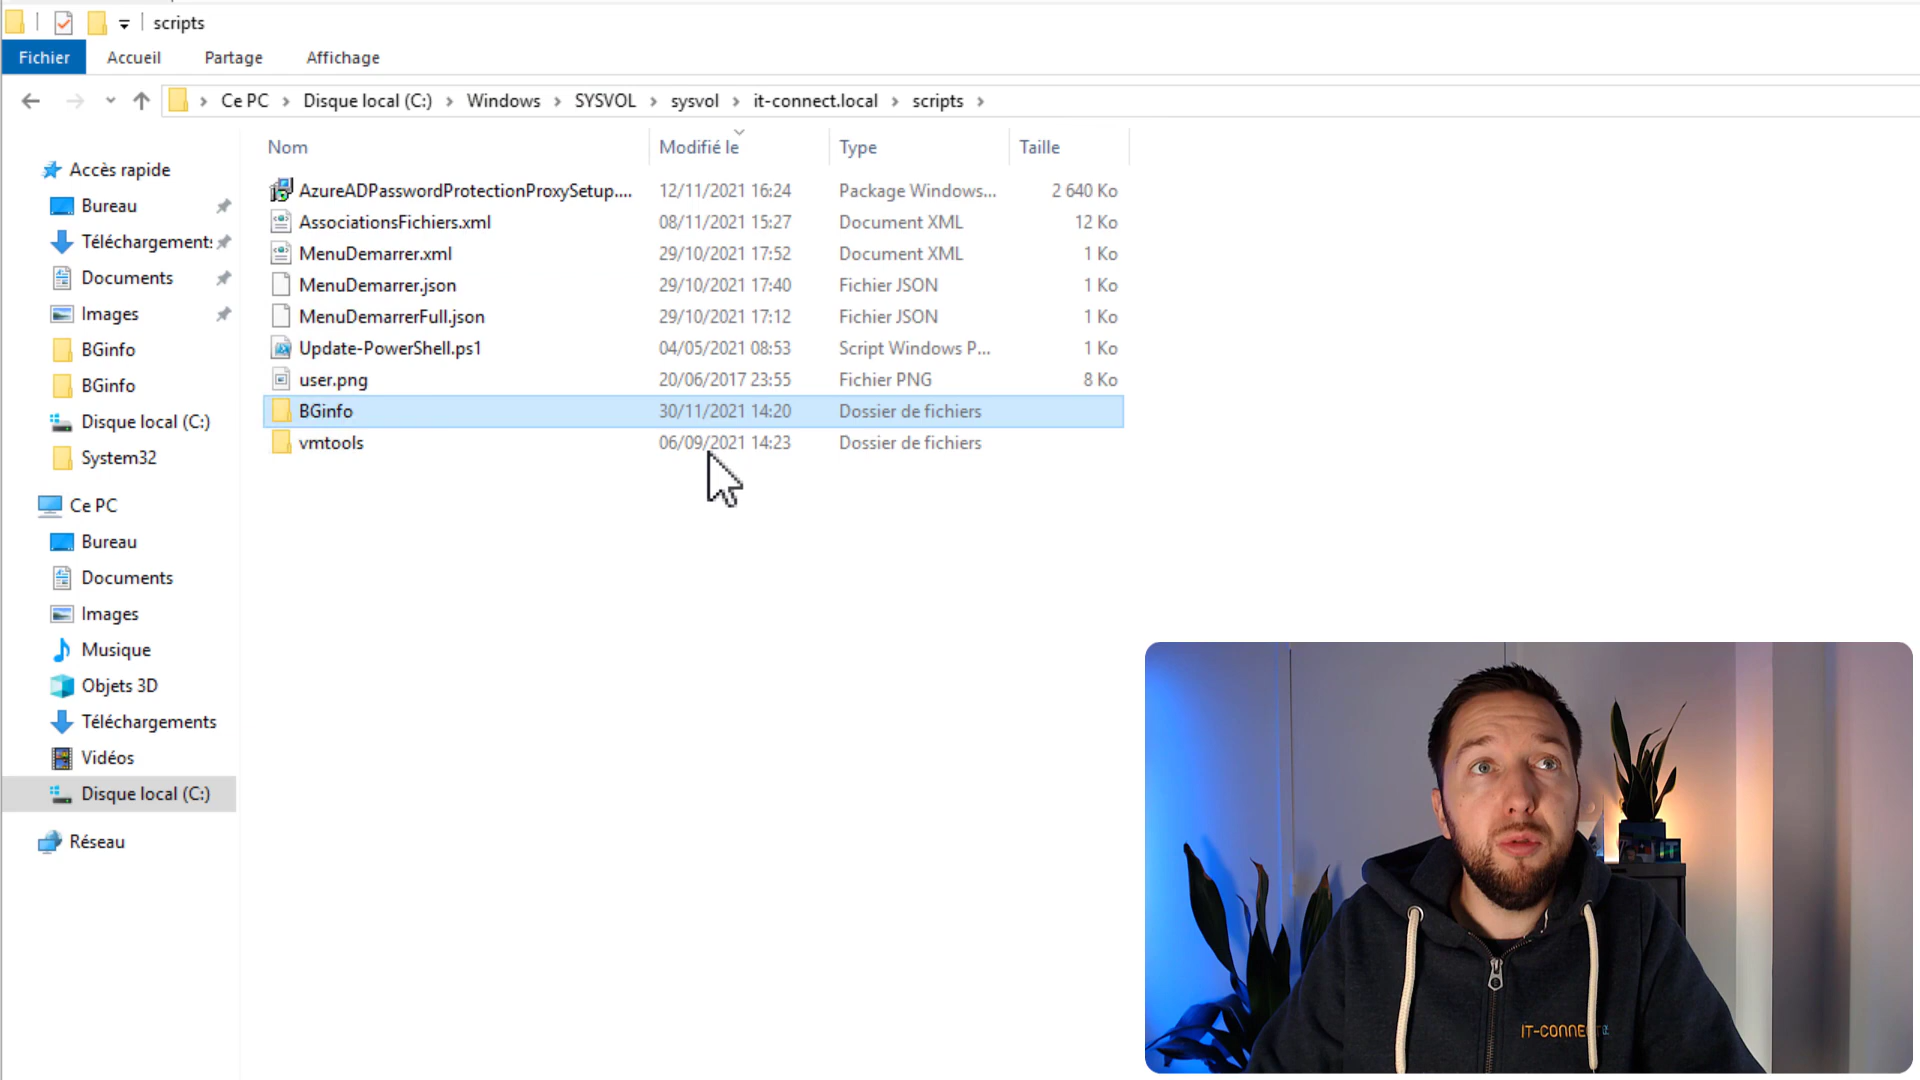 scripts
Fichier Accueil Partage Affichage
Ce PC Disque local (C:) Windows SYSVOL sysvol it-connect.local scripts
Nom Modifié le Type Taille
AzureADPasswordProtectionProxySetup.... 12/11/2021 16:24 Package Windows... 2 640 Ko
AssociationsFichiers.xml 08/11/2021 15:27 Document XML 12 Ko
MenuDemarrer.xml 29/10/2021 17:52 Document XML 1 Ko
MenuDemarrer.json 29/10/2021 17:40 Fichier JSON 1 Ko
MenuDemarrerFull.json 29/10/2021 17:12 Fichier JSON 1 Ko
Update-PowerShell.ps1 04/05/2021 08:53 Script Windows P... 1 Ko
user.png 20/06/2017 23:55 Fichier PNG 8 Ko
BGinfo 30/11/2021 14:20 Dossier de fichiers
vmtools 06/09/2021 14:23 Dossier de fichiers
Accès rapide
Bureau
Téléchargements
Documents
Images
BGinfo
BGinfo
Disque local (C:)
System32
Ce PC
Bureau
Documents
Images
Musique
Objets 3D
Téléchargements
Vidéos
Disque local (C:)
Réseau
IT